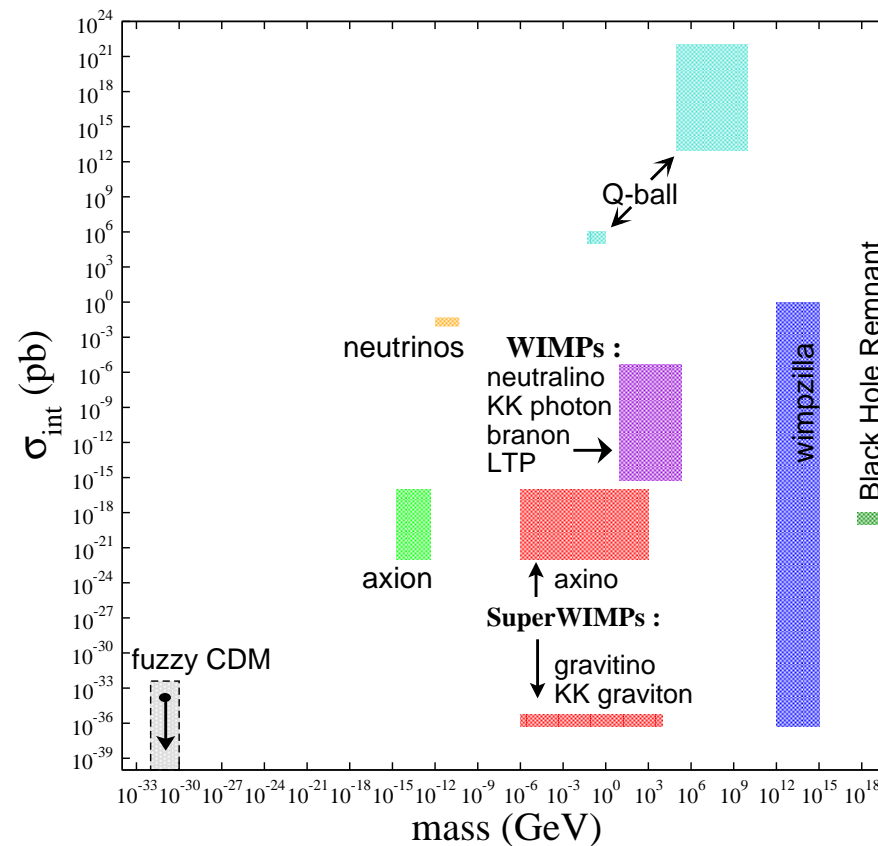 10^24
10^21
10^18
10^15
10^12
10^9
10^6
10^3
10^0
10^-3
10^-6
10^-9
10^-12
10^-15
10^-18
10^-21
10^-24
10^-27
10^-30
10^-33
10^-36
10^-39
σ_int (pb)
Q-ball
neutrinos
WIMPs :
neutralino
KK photon
branon
LTP
wimpzilla
Black Hole Remnant
axion
axino
SuperWIMPs :
gravitino
KK graviton
fuzzy CDM
10^-33 10^-30 10^-27 10^-24 10^-21 10^-18 10^-15 10^-12 10^-9 10^-6 10^-3 10^0 10^3 10^6 10^9 10^12 10^15 10^18
mass (GeV)